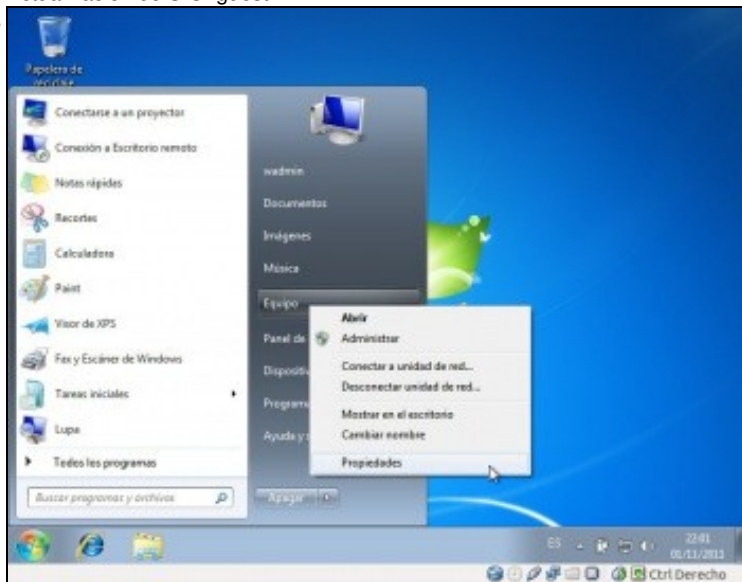 Papelera de
reciclaje
Conectarse a un proyector
Conexión a Escritorio remoto
Notas rápidas
Recortes
Calculadora
Paint
Visor de XPS
Fax y Escáner de Windows
Tareas iniciales
Lupa
Todos los programas
Buscar programas y archivos
wadmin
Documentos
Imágenes
Música
Equipo
Panel de
Dispositiv
Programa
Ayuda y s
Apagar
Abrir
Administrar
Conectar a unidad de red...
Desconectar unidad de red...
Mostrar en el escritorio
Cambiar nombre
Propiedades
ES
22:01
01/11/2011
Ctrl Derecho